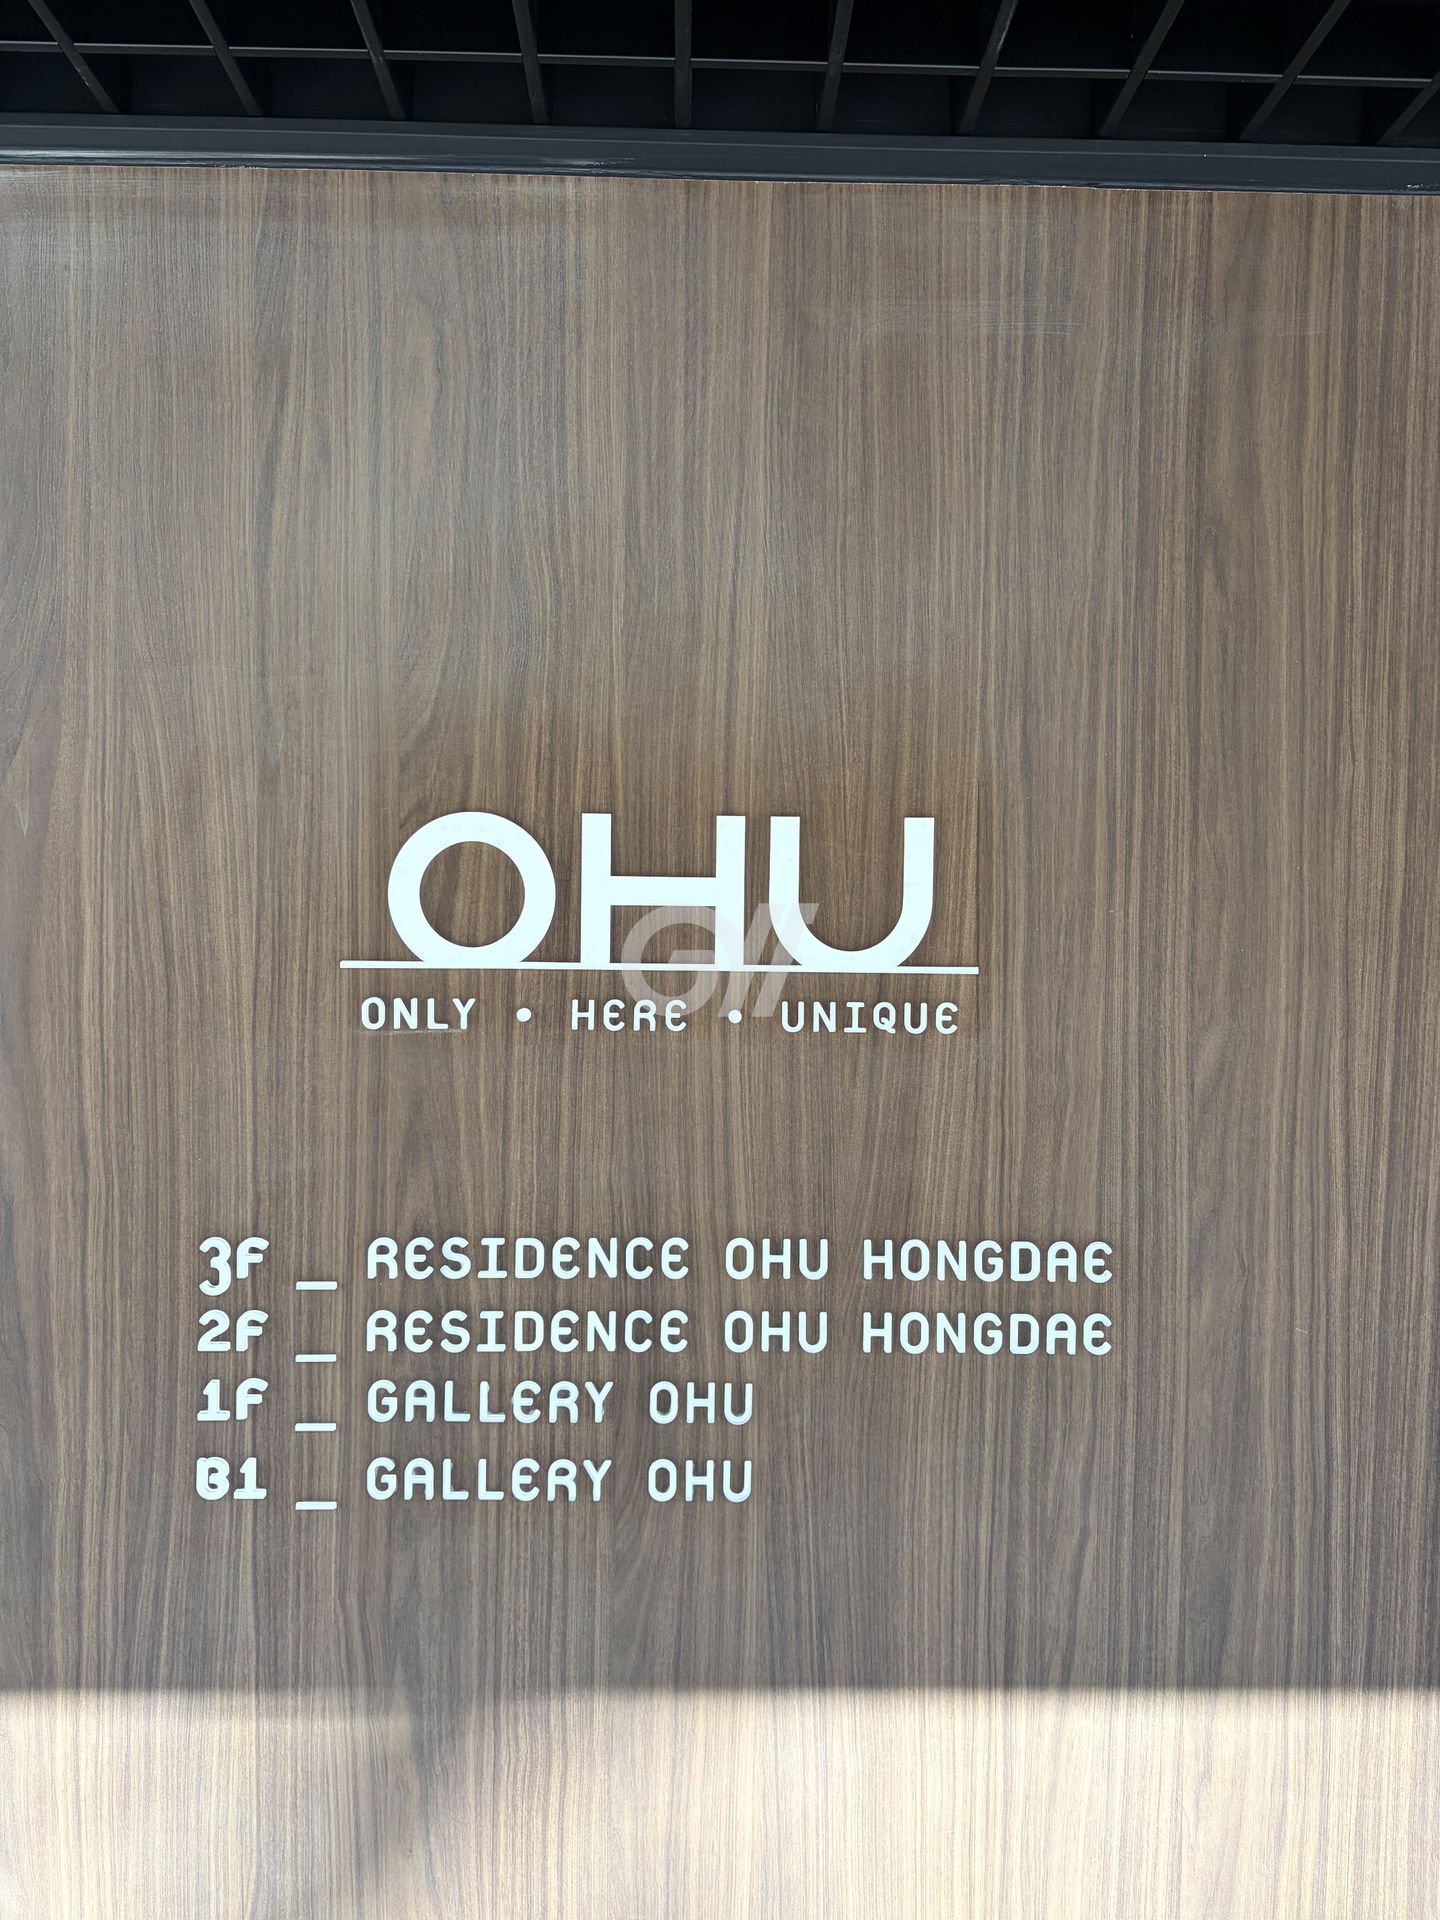 OHU
ONLY • HERE • UNIQUE
3F _ RESIDENCE OHU HONGDAE
2F _ RESIDENCE OHU HONGDAE
1F _ GALLERY OHU
B1 _ GALLERY OHU